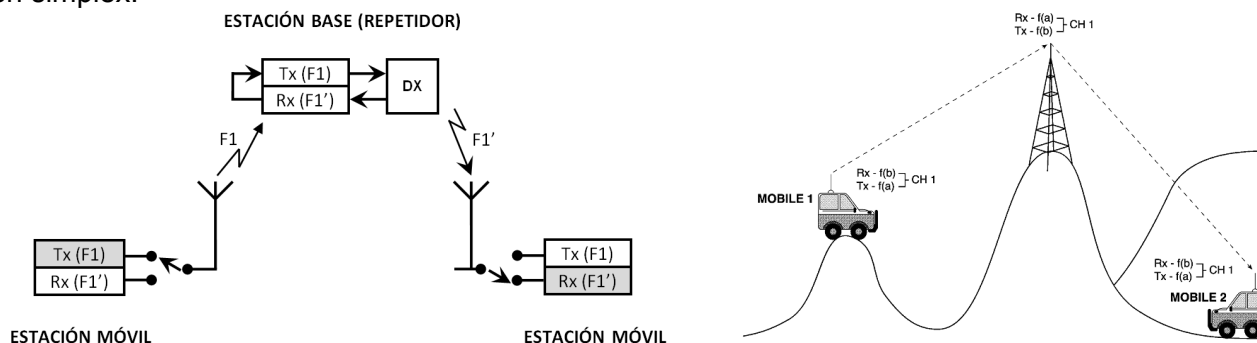 en simplex.
ESTACIÓN BASE (REPETIDOR)
Tx (F1)
Rx (F1')
DX
F1
F1'
Tx (F1)
Rx (F1')
Tx (F1)
Rx (F1')
ESTACIÓN MÓVIL
ESTACIÓN MÓVIL
Rx - f(a)
Tx - f(b)
CH 1
Rx - f(b)
Tx - f(a)
CH 1
MOBILE 1
Rx - f(b)
Tx - f(a)
CH 1
MOBILE 2